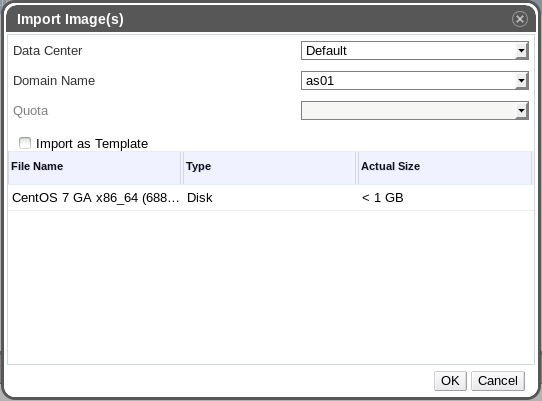 Import Image(s)
Data Center Default
Domain Name as01
Quota
Import as Template
File Name Type Actual Size
CentOS 7 GA x86_64 (688... Disk < 1 GB
OK Cancel